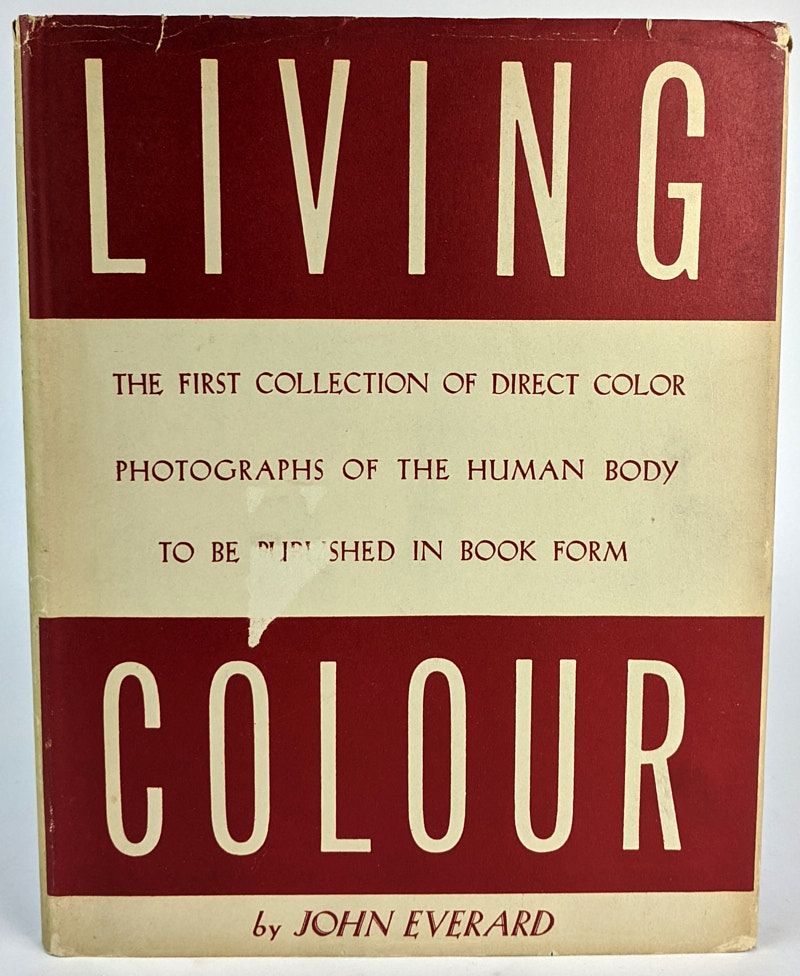 LIVING
THE FIRST COLLECTION OF DIRECT COLOR
PHOTOGRAPHS OF THE HUMAN BODY
TO BE PUBLISHED IN BOOK FORM
COLOUR
by JOHN EVERARD